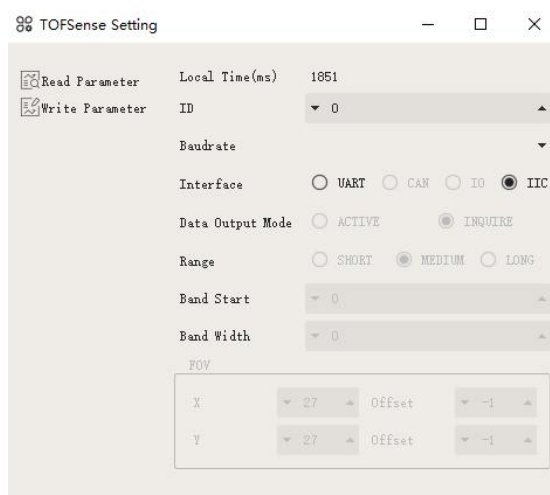 TOFSense Setting
Read Parameter
Write Parameter
Local Time(ms) 1851
ID 0
Baudrate
Interface UART CAN IO IIC
Data Output Mode ACTIVE INQUIRE
Range SHORT MEDIUM LONG
Band Start 0
Band Width 0
FOV
X 27 Offset -1
Y 27 Offset -1